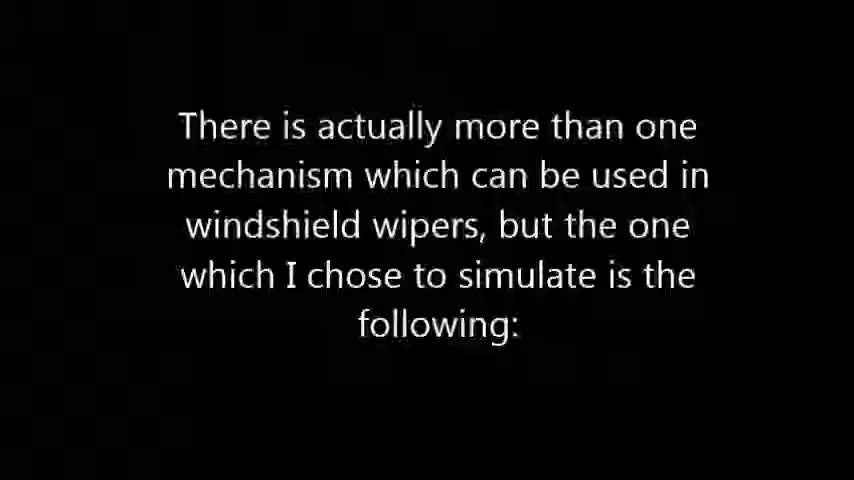 There is actually more than one
mechanism which can be used in
windshield wipers, but the one
which I chose to simulate is the
following: